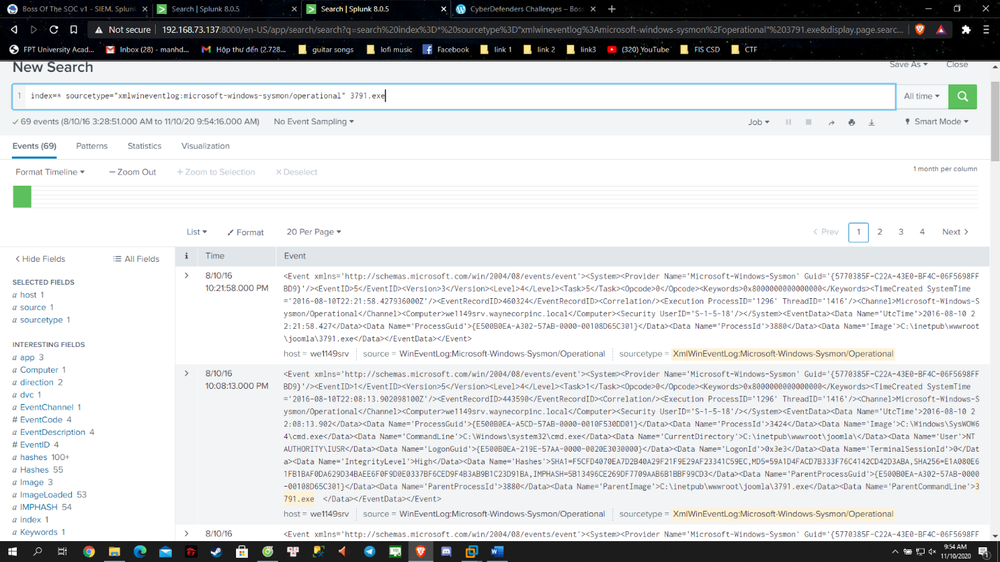 Boss Of The SOC v1 - SIEM, Splunk
Search | Splunk 8.0.5
Search | Splunk 8.0.5
CyberDefenders Challenges – Boss
Not secure
192.168.73.137:8000/en-US/app/search/search?q=search%20index%3D*%20sourcetype%3D"xmlwineventlog%3Amicrosoft-windows-sysmon%2Foperational"%203791.exe&display.page.search...
FPT University Acad...
Inbox (28) - manhd...
Hộp thư đến (2.728...
guitar songs
lofi music
Facebook
link 1
link 2
link3
(320) YouTube
FIS CSD
CTF
New Search
Save As
Close
1 index=* sourcetype="xmlwineventlog:microsoft-windows-sysmon/operational" 3791.exe
All time
69 events (8/10/16 3:28:51.000 AM to 11/10/20 9:54:16.000 AM)
No Event Sampling
Job
Smart Mode
Events (69)
Patterns
Statistics
Visualization
Format Timeline
— Zoom Out
+ Zoom to Selection
× Deselect
1 month per column
List
Format
20 Per Page
< Prev
1
2
3
4
Next >
< Hide Fields
All Fields
i
Time
Event
SELECTED FIELDS
a host 1
a source 1
a sourcetype 1
INTERESTING FIELDS
a app 3
a Computer 1
a direction 2
a dvc 1
a EventChannel 1
# EventCode 4
a EventDescription 4
# EventID 4
a hashes 100+
a Hashes 55
a Image 3
a ImageLoaded 53
a IMPHASH 54
a index 1
a Keywords 1
8/10/16
10:21:58.000 PM
<Event xmlns='http://schemas.microsoft.com/win/2004/08/events/event'><System><Provider Name='Microsoft-Windows-Sysmon' Guid='{5770385F-C22A-43E0-BF4C-06F5698FF
BD9}'/><EventID>5</EventID><Version>3</Version><Level>4</Level><Task>5</Task><Opcode>0</Opcode><Keywords>0x8000000000000000</Keywords><TimeCreated SystemTime
='2016-08-10T22:21:58.427936000Z'/><EventRecordID>460324</EventRecordID><Correlation/><Execution ProcessID='1296' ThreadID='1416'/><Channel>Microsoft-Windows-S
ysmon/Operational</Channel><Computer>we1149srv.waynecorpinc.local</Computer><Security UserID='S-1-5-18'/></System><EventData><Data Name='UtcTime'>2016-08-10 2
2:21:58.427</Data><Data Name='ProcessGuid'>{E500B0EA-A302-57AB-0000-00108D65C301}</Data><Data Name='ProcessId'>3880</Data><Data Name='Image'>C:\inetpub\wwwroot
\joomla\3791.exe</Data></EventData></Event>
host = we1149srv
source = WinEventLog:Microsoft-Windows-Sysmon/Operational
sourcetype = XmlWinEventLog:Microsoft-Windows-Sysmon/Operational
8/10/16
10:08:13.000 PM
<Event xmlns='http://schemas.microsoft.com/win/2004/08/events/event'><System><Provider Name='Microsoft-Windows-Sysmon' Guid='{5770385F-C22A-43E0-BF4C-06F5698FF
BD9}'/><EventID>1</EventID><Version>5</Version><Level>4</Level><Task>1</Task><Opcode>0</Opcode><Keywords>0x8000000000000000</Keywords><TimeCreated SystemTime
='2016-08-10T22:08:13.902098100Z'/><EventRecordID>443590</EventRecordID><Correlation/><Execution ProcessID='1296' ThreadID='1416'/><Channel>Microsoft-Windows-S
ysmon/Operational</Channel><Computer>we1149srv.waynecorpinc.local</Computer><Security UserID='S-1-5-18'/></System><EventData><Data Name='UtcTime'>2016-08-10 2
2:08:13.902</Data><Data Name='ProcessGuid'>{E500B0EA-A5CD-57AB-0000-0010F530DD01}</Data><Data Name='ProcessId'>3424</Data><Data Name='Image'>C:\Windows\SysWOW6
4\cmd.exe</Data><Data Name='CommandLine'>C:\Windows\system32\cmd.exe</Data><Data Name='CurrentDirectory'>C:\inetpub\wwwroot\joomla\</Data><Data Name='User'>NT
AUTHORITY\IUSR</Data><Data Name='LogonGuid'>{E500B0EA-219E-57AA-0000-0020E3030000}</Data><Data Name='LogonId'>0x3e3</Data><Data Name='TerminalSessionId'>0</Dat
a><Data Name='IntegrityLevel'>High</Data><Data Name='Hashes'>SHA1=F5CFD4070EA7D2B40A29F21F9E29AF23341C59EC,MD5=59A1D4FACD7B333F76C4142CD42D3ABA,SHA256=E1A080E6
1FB1BAF0DA629D34BAEE6F0F9D0E0337BF6CED9F4B3AB9B1C23D91BA,IMPHASH=5B13496CE269DF7709AAB6B1BBF99CD3</Data><Data Name='ParentProcessGuid'>{E500B0EA-A302-57AB-0000
-00108D65C301}</Data><Data Name='ParentProcessId'>3880</Data><Data Name='ParentImage'>C:\inetpub\wwwroot\joomla\3791.exe</Data><Data Name='ParentCommandLine'>3
791.exe </Data></EventData></Event>
host = we1149srv
source = WinEventLog:Microsoft-Windows-Sysmon/Operational
sourcetype = XmlWinEventLog:Microsoft-Windows-Sysmon/Operational
8/10/16
<Event xmlns='http://schemas.microsoft.com/win/2004/08/events/event'><System><Provider Name='Microsoft-Windows-Sysmon' Guid='{5770385F-C22A-43E0-BF4C-06F5698FF
9:54 AM
11/10/2020
1